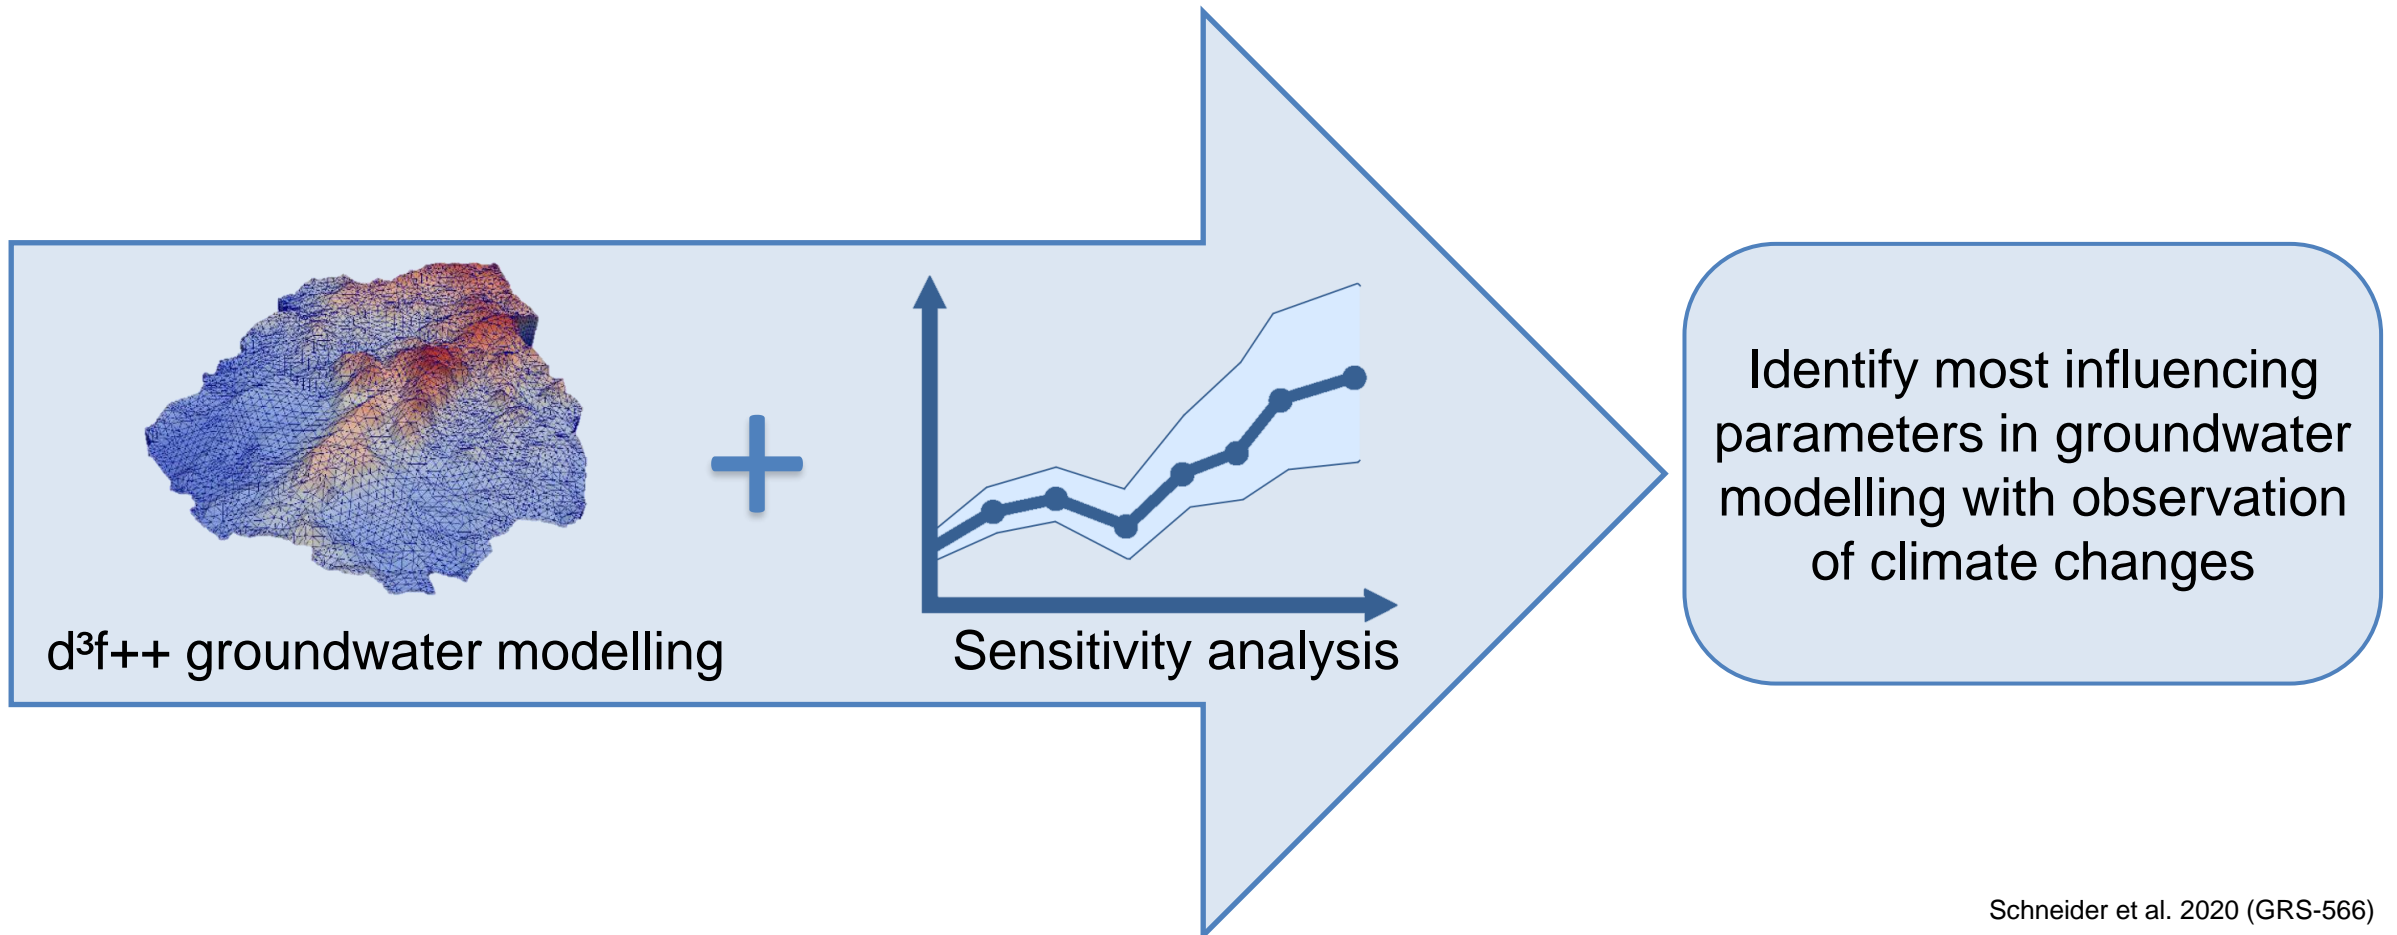 d³f++ groundwater modelling
Sensitivity analysis
Identify most influencing
parameters in groundwater
modelling with observation
of climate changes
Schneider et al. 2020 (GRS-566)